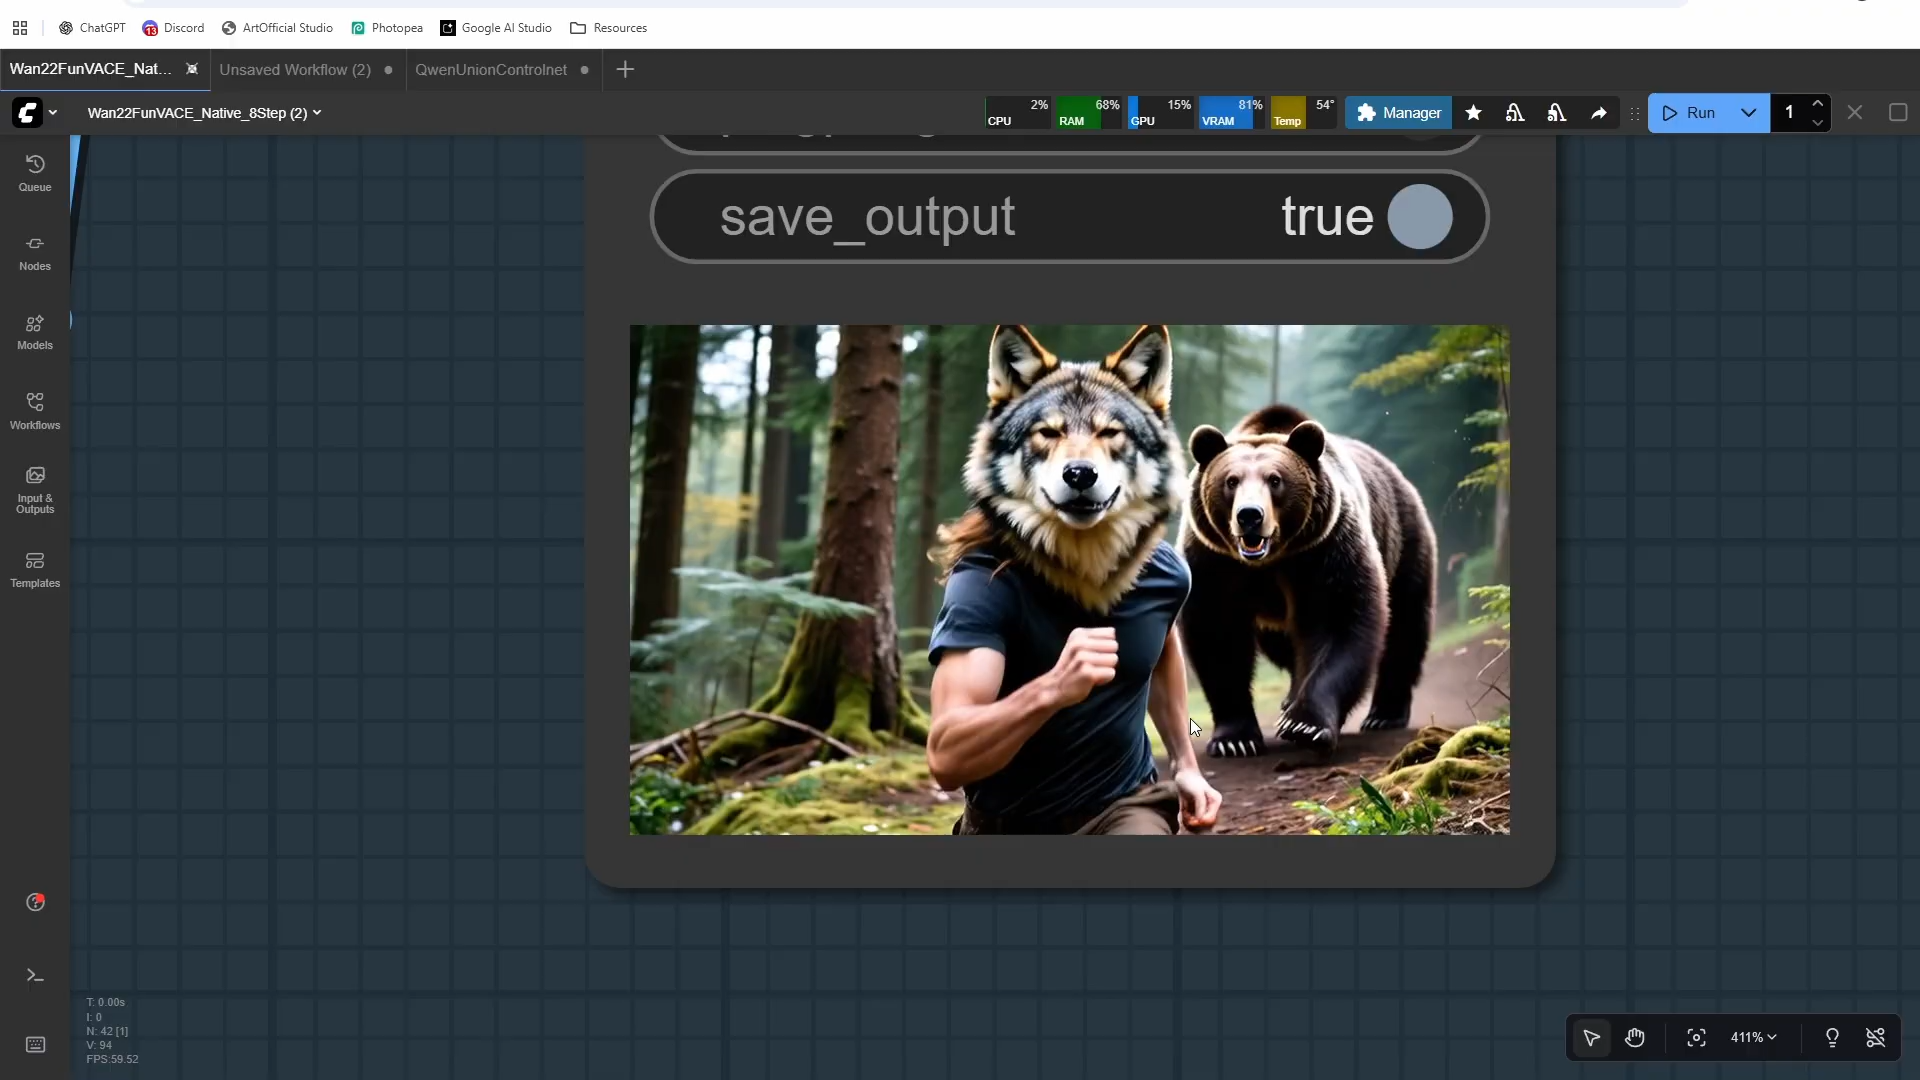 ChatGPT
13
Discord
ArtOfficial Studio
Photopea
Google AI Studio
Resources
Wan22FunVACE_Nat...
Unsaved Workflow (2)
QwenUnionControlnet
Wan22FunVACE_Native_8Step (2)
CPU 2%
RAM 68%
GPU 15%
VRAM 81%
Temp 54°
Manager
Run
1
Queue
Nodes
Models
Workflows
Input &
Outputs
Templates
save_output true
T: 0.00s
I: 0
N: 42 [1]
V: 94
FPS:59.52
411%